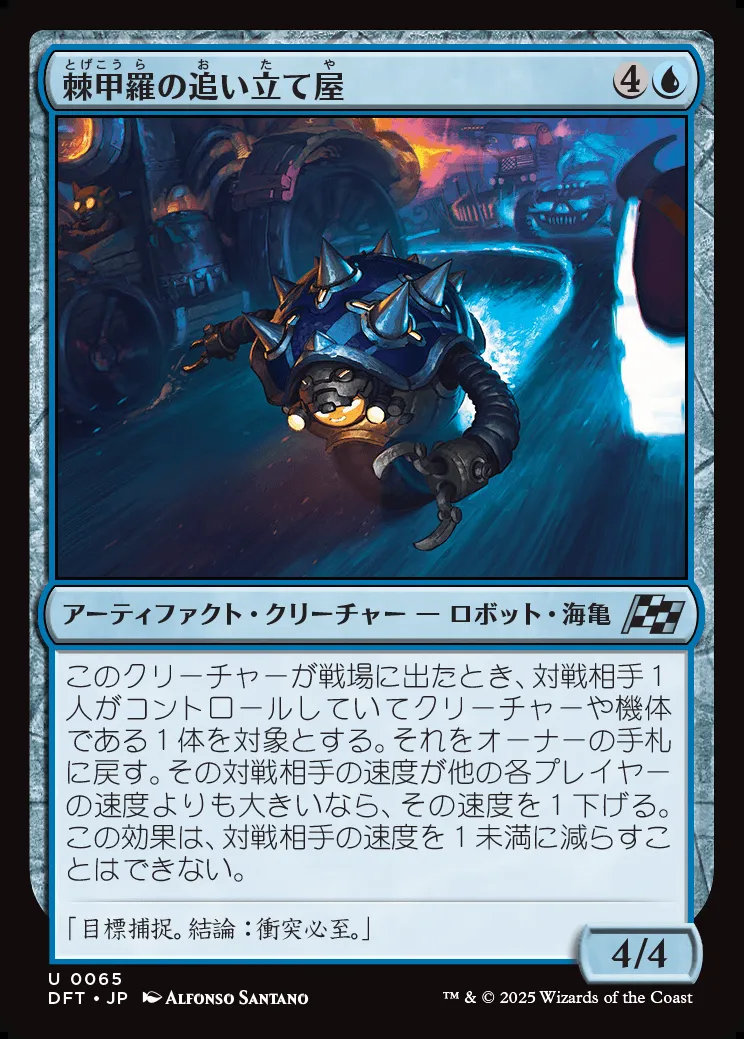 とげこうら お た や
棘甲羅の追い立て屋 4
アーティファクト・クリーチャー — ロボット・海亀
このクリーチャーが戦場に出たとき、対戦相手1
人がコントロールしていてクリーチャーや機体
である1体を対象とする。それをオーナーの手札
に戻す。その対戦相手の速度が他の各プレイヤー
の速度よりも大きいなら、その速度を1下げる。
この効果は、対戦相手の速度を1未満に減らすこ
とはできない。
「目標捕捉。結論：衝突必至。」
4/4
U 0065
DFT • JP Alfonso Santano
™ & © 2025 Wizards of the Coast